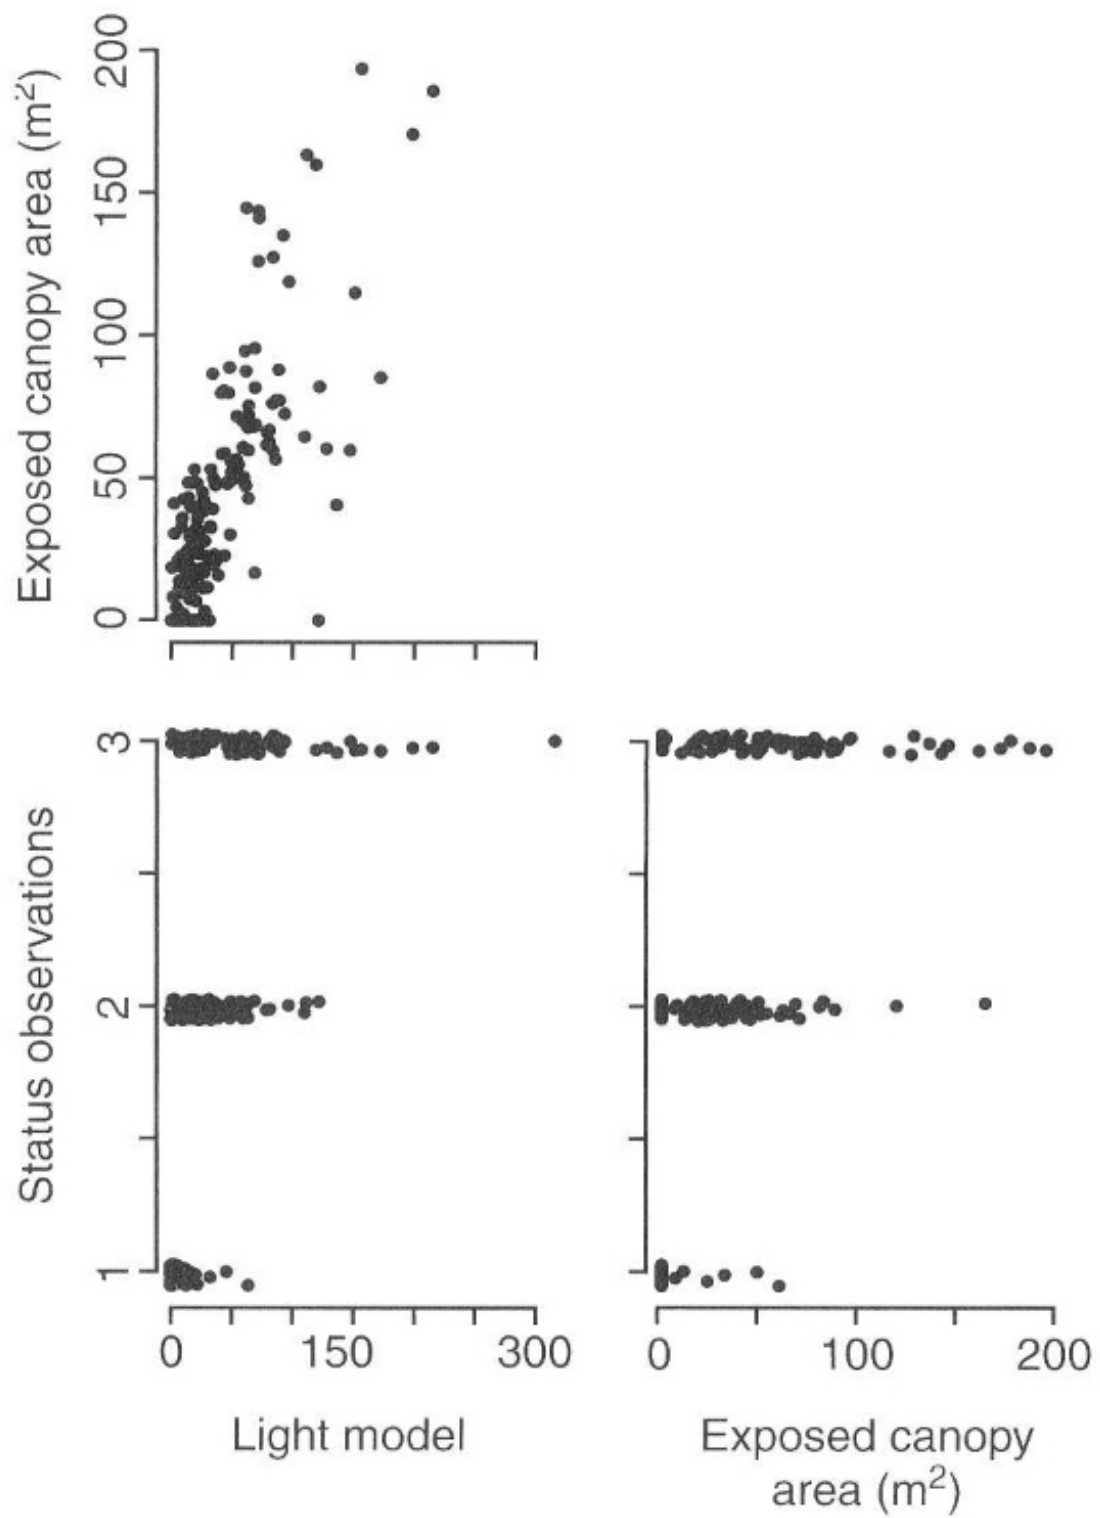 Exposed canopy area (m²)
200
150
100
50
0
Status observations
3
2
1
0 150 300
0 100 200
Light model
Exposed canopy
area (m²)